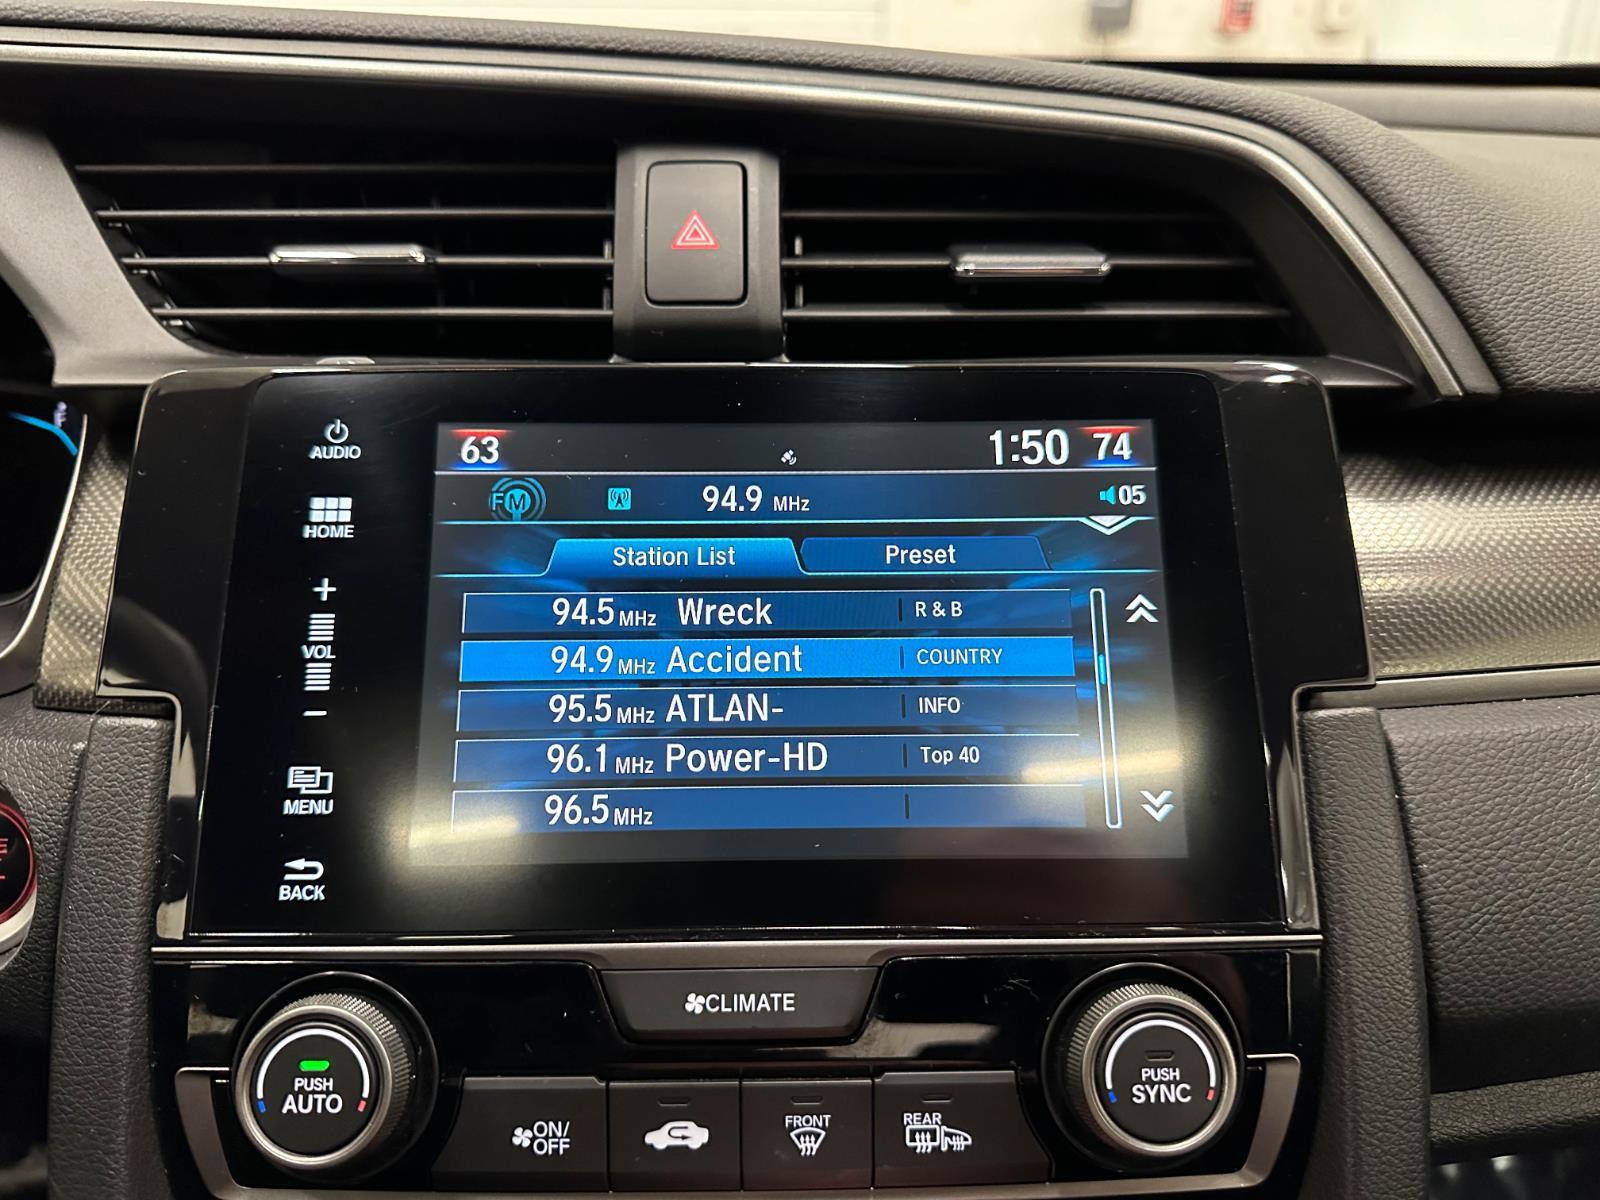 63 1:50 74
AUDIO
FM 94.9 MHz 05
HOME
Station List Preset
+
94.5 MHz Wreck R & B
VOL
94.9 MHz Accident COUNTRY
-
95.5 MHz ATLAN- INFO
96.1 MHz Power-HD Top 40
MENU
96.5 MHz
BACK
CLIMATE
PUSH
AUTO
PUSH
SYNC
ON/
OFF
FRONT
REAR